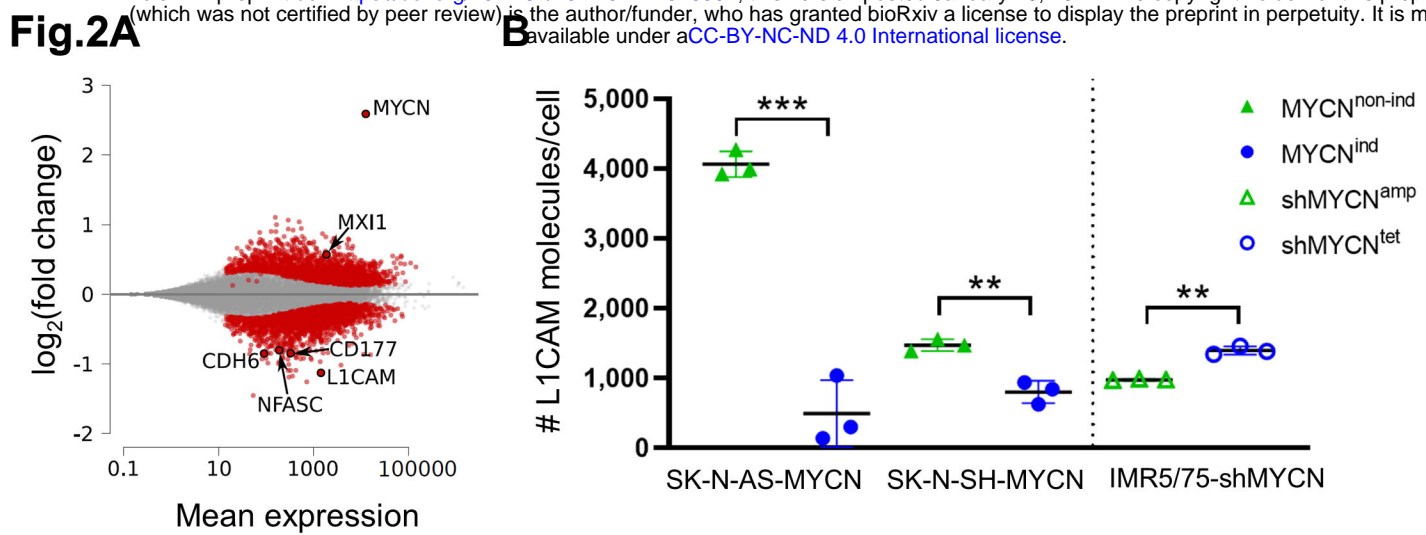 (which was not certified by peer review) is the author/funder, who has granted bioRxiv a license to display the preprint in perpetuity. It is m
available under aCC-BY-NC-ND 4.0 International license.
Fig.2A
B
log2(fold change)
3
2
1
0
-1
-2
MYCN
MXI1
CDH6
CD177
L1CAM
NFASC
0.1
10
1000
100000
Mean expression
# L1CAM molecules/cell
5,000
4,000
3,000
2,000
1,000
0
***
**
**
MYCNnon-ind
MYCNind
shMYCNamp
shMYCNtet
SK-N-AS-MYCN
SK-N-SH-MYCN
IMR5/75-shMYCN